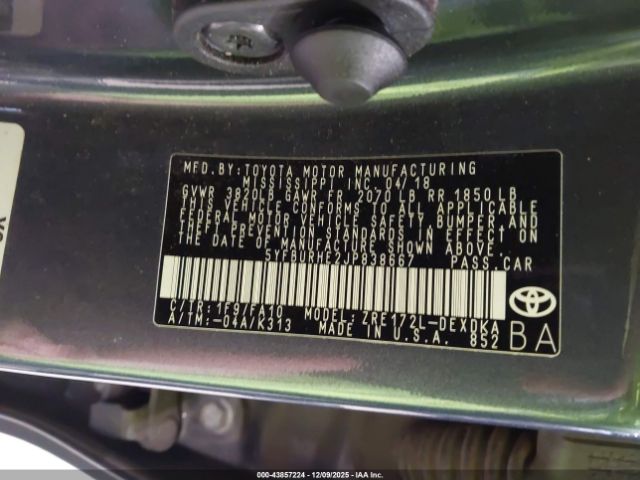 MFD. BY: TOYOTA MOTOR MANUFACTURING
MISSISSIPPI INC. 04/18
GVWR 3820LB GAWR FR 2070 LB RR 1850 LB
THIS VEHICLE CONFORMS TO ALL APPLICABLE
FEDERAL MOTOR VEHICLE SAFETY BUMPER, AND
THEFT PREVENTION STANDARDS IN EFFECT ON
THE DATE OF MANUFACTURE SHOWN ABOVE.
5YFBURHE2JP838667 PASS.CAR
C/TR:1F9/FA10 MODEL:ZRE172L-DEXDKA
A/TM:-04A/K313 MADE IN U.S.A. 852
BA
000-43857224 - 12/09/2025 - IAA Inc.